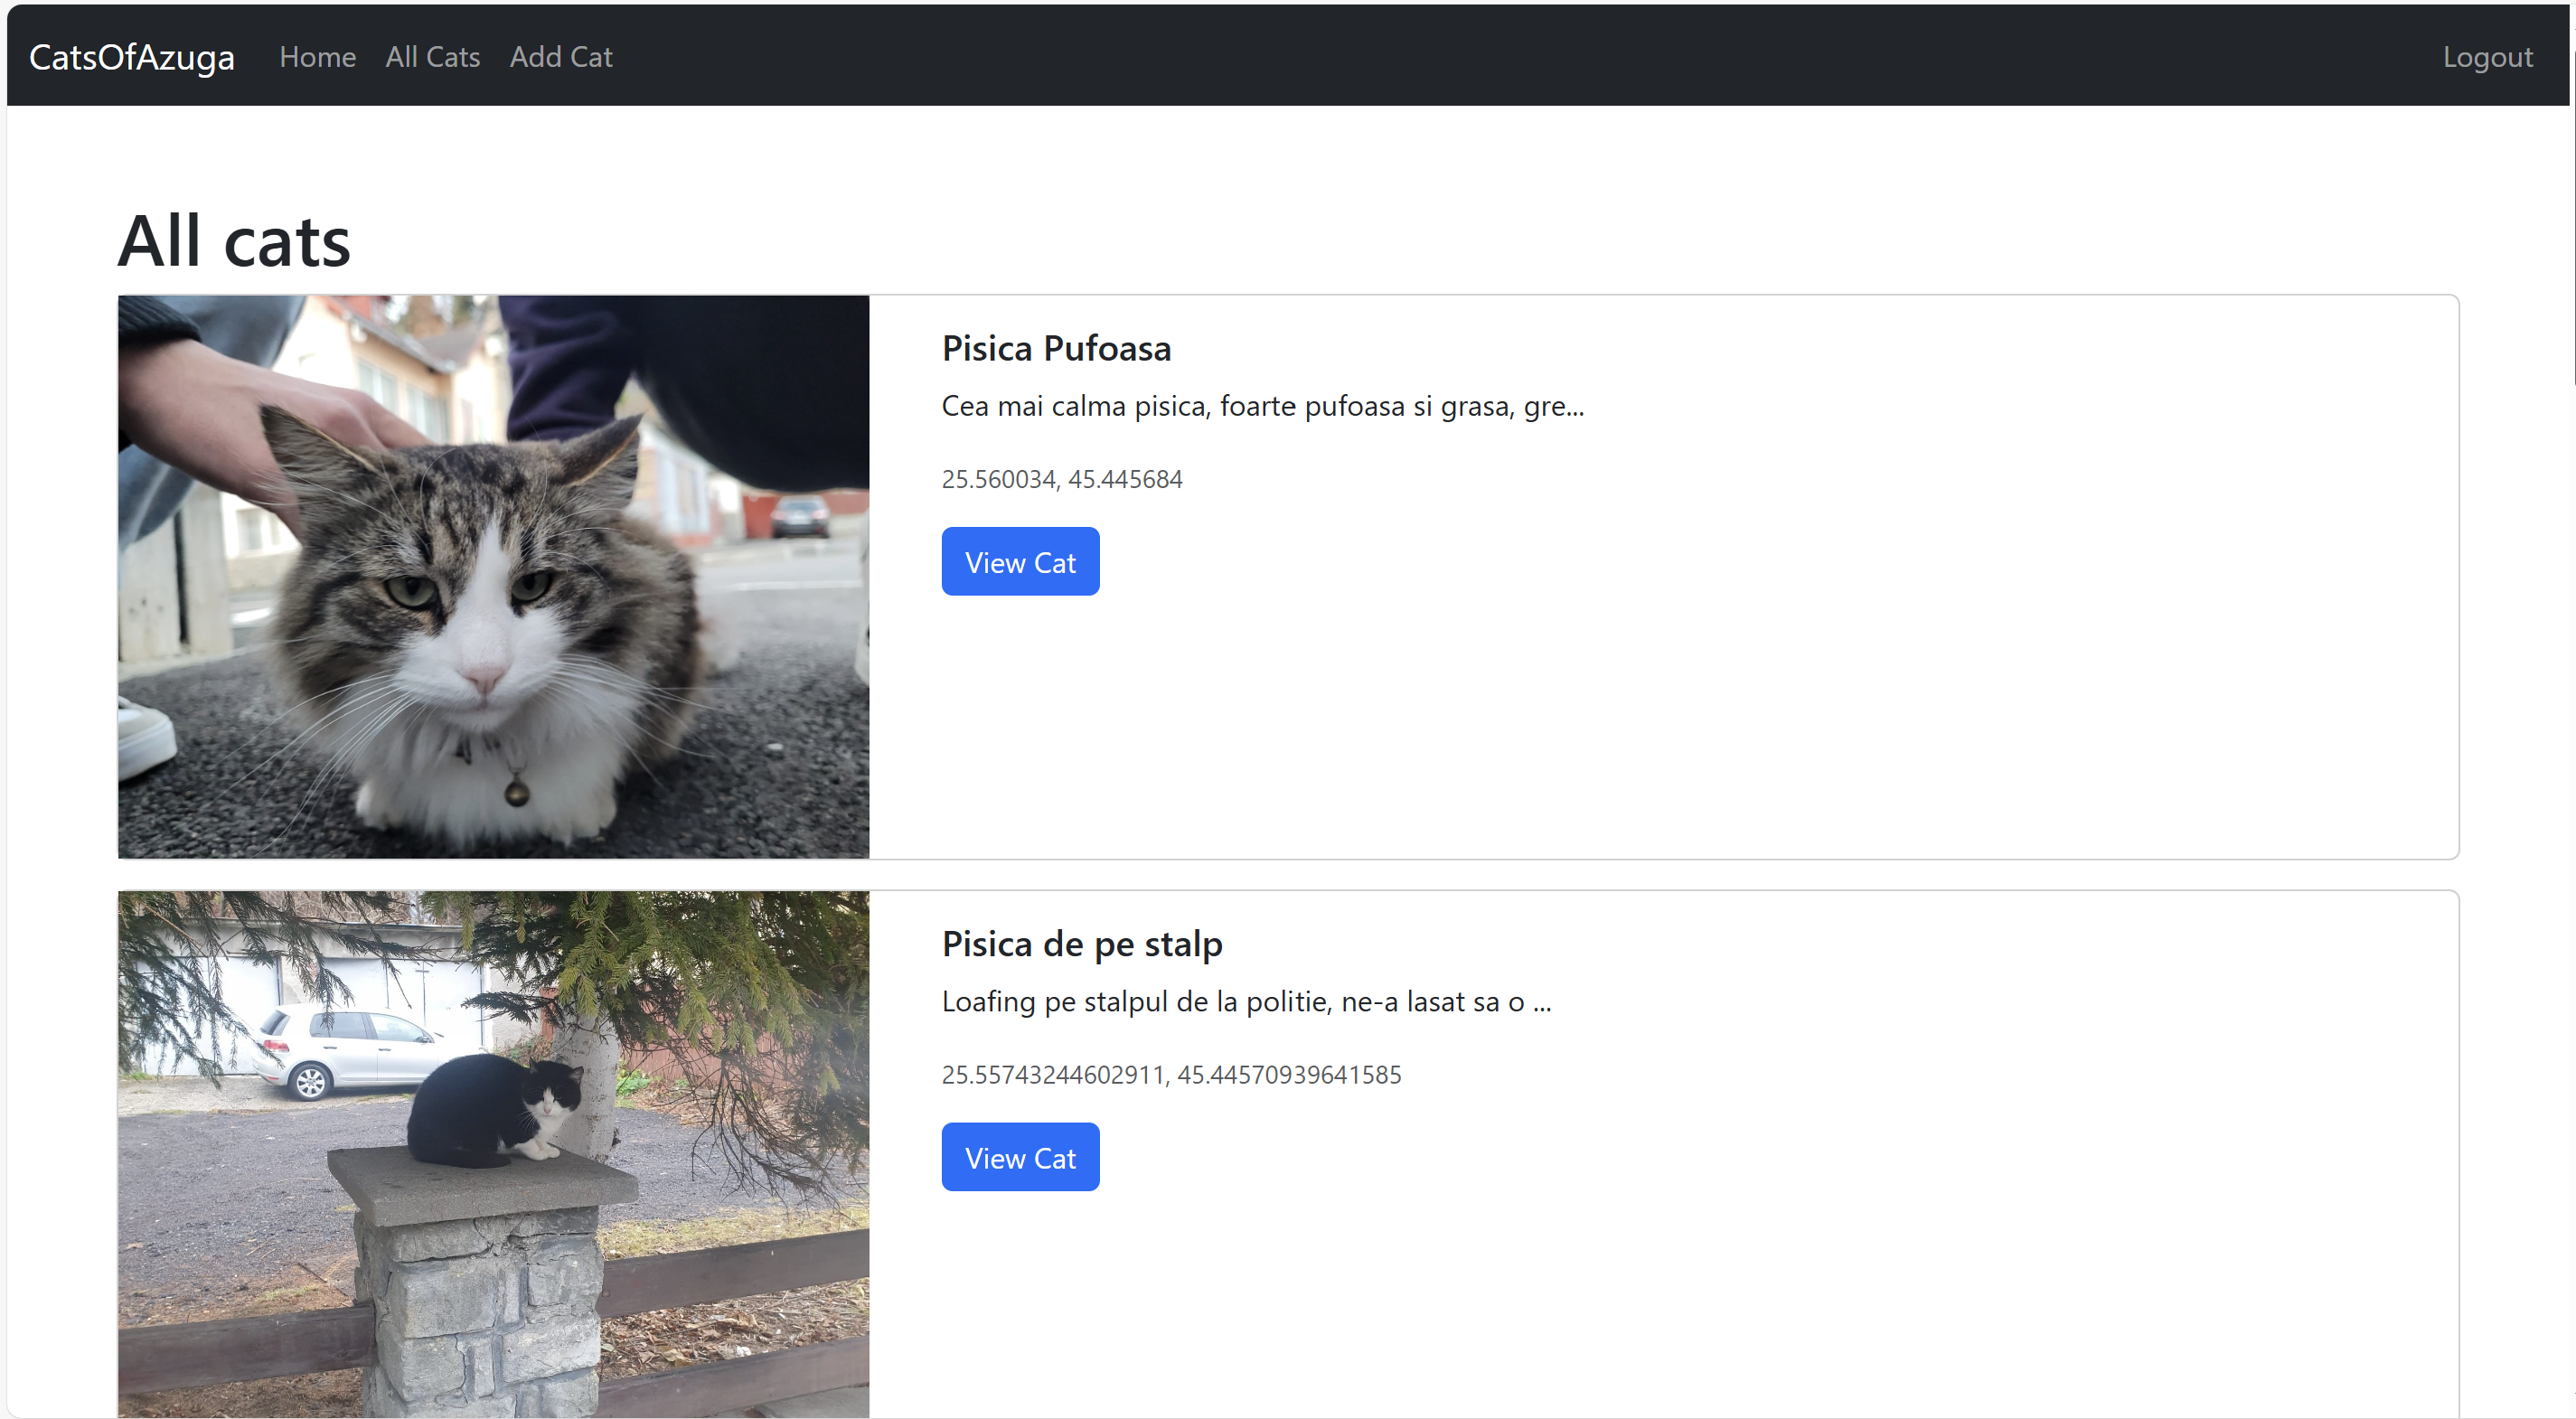 CatsOfAzuga Home All Cats Add Cat Logout
All cats
Pisica Pufoasa
Cea mai calma pisica, foarte pufoasa si grasa, gre...
25.560034, 45.445684
View Cat
Pisica de pe stalp
Loafing pe stalpul de la politie, ne-a lasat sa o ...
25.55743244602911, 45.44570939641585
View Cat